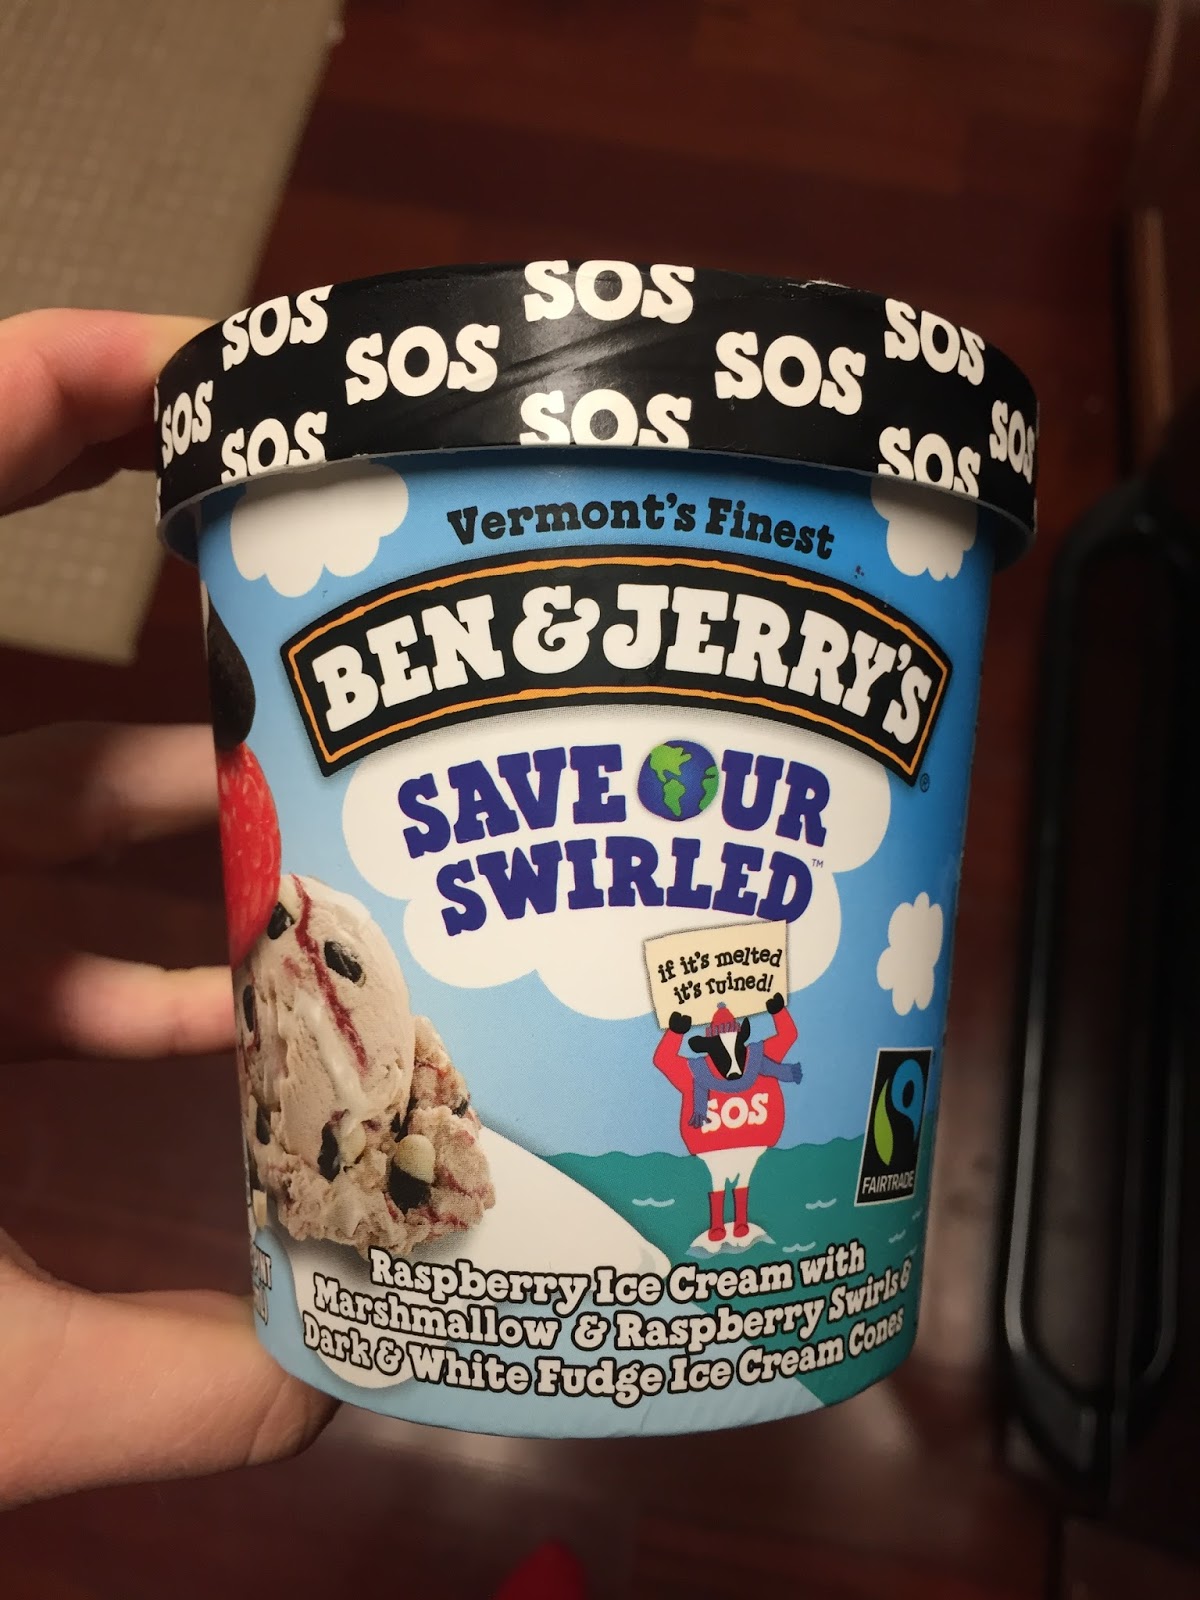 SOS
SOS SOS SOS
SOS SOS SOS
SOS SOS SOS
Vermont's Finest
BEN & JERRY'S®
SAVE OUR
SWIRLED™
if it's melted
it's ruined!
SOS
FAIRTRADE
Raspberry Ice Cream with
Marshmallow & Raspberry Swirls &
Dark & White Fudge Ice Cream Cones